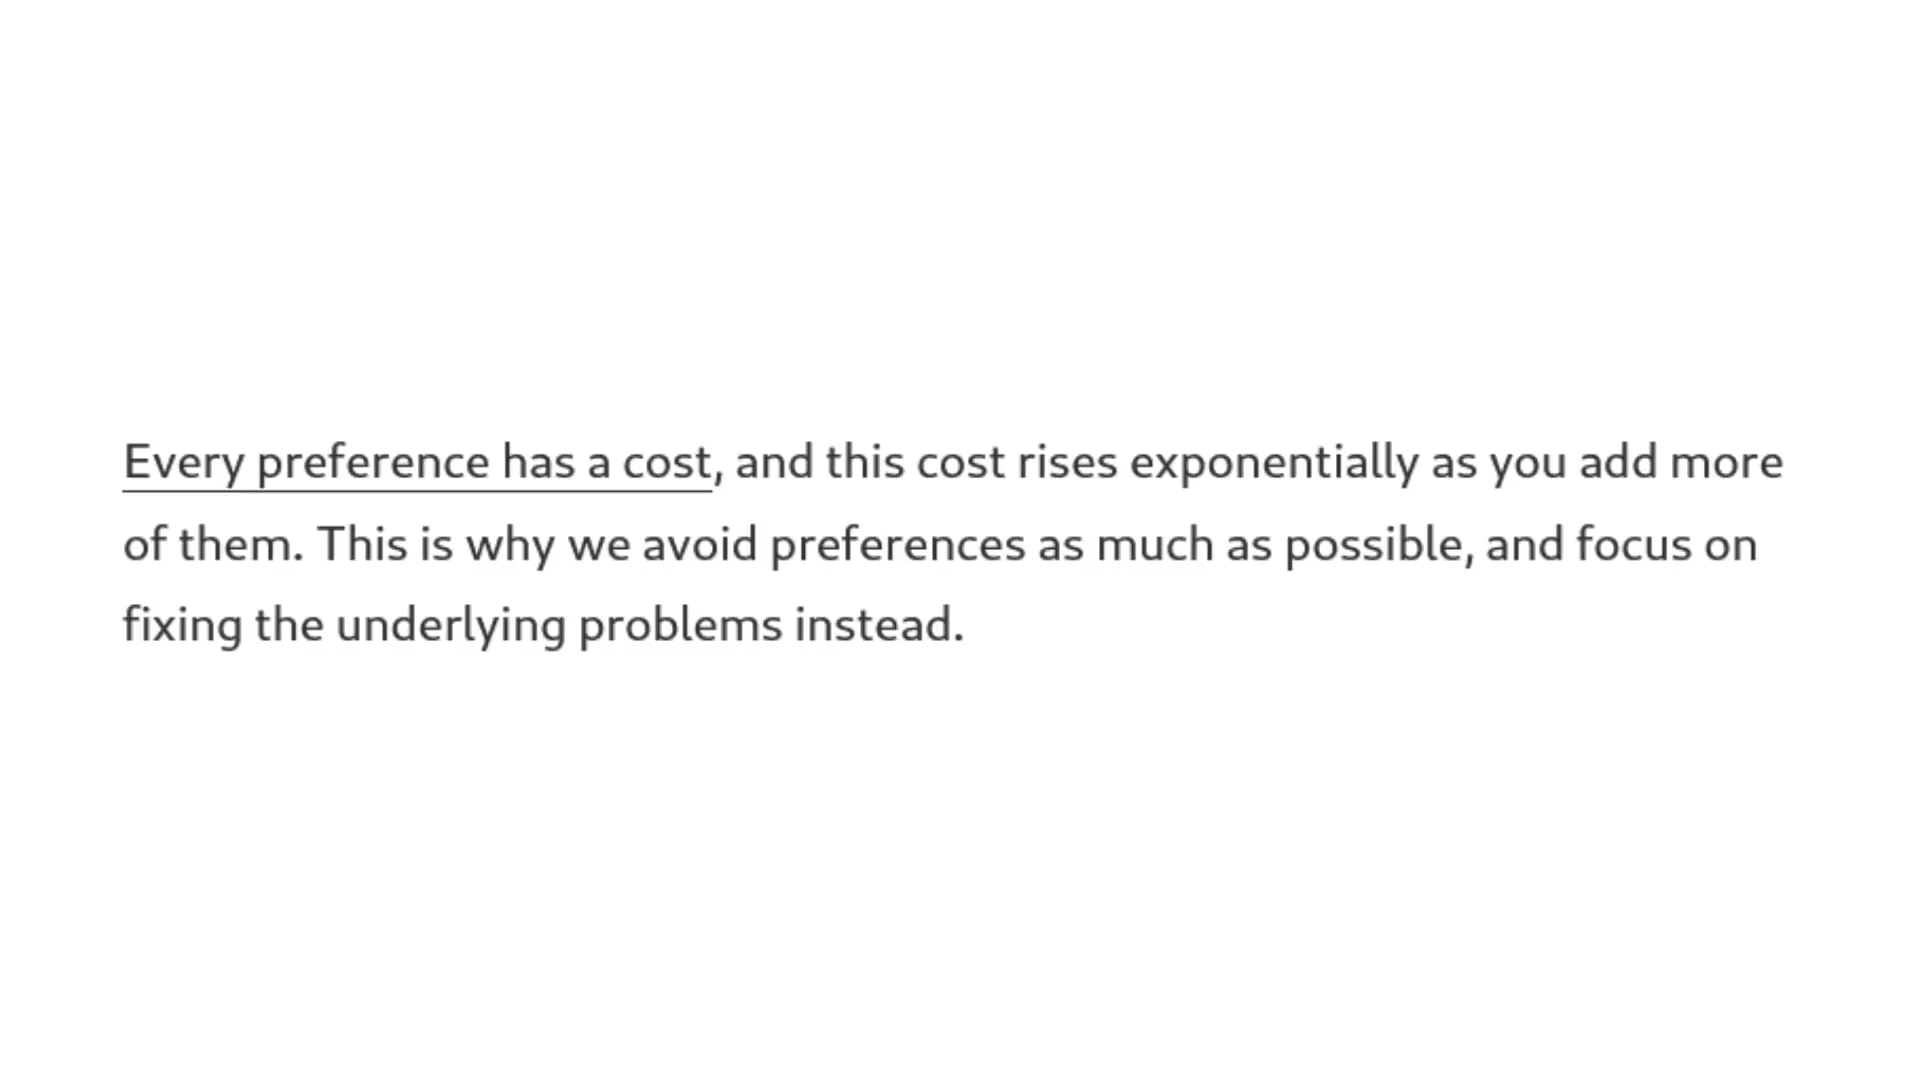 Every preference has a cost, and this cost rises exponentially as you add more
of them. This is why we avoid preferences as much as possible, and focus on
fixing the underlying problems instead.